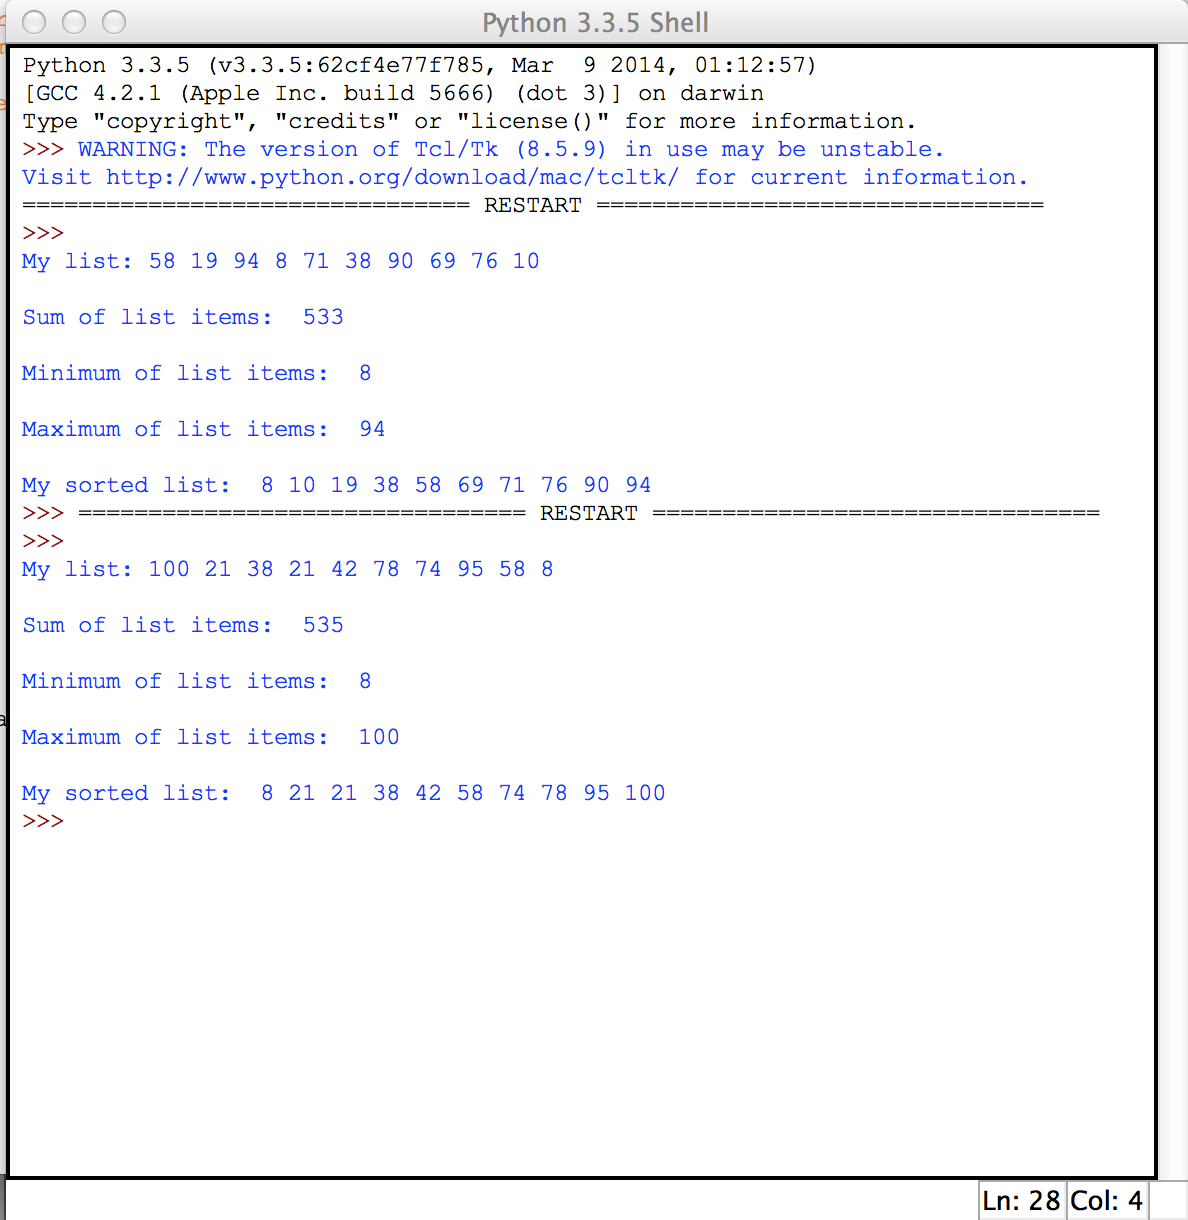 Python 3.3.5 Shell
Python 3.3.5 (v3.3.5:62cf4e77f785, Mar  9 2014, 01:12:57)
[GCC 4.2.1 (Apple Inc. build 5666) (dot 3)] on darwin
Type "copyright", "credits" or "license()" for more information.
>>> WARNING: The version of Tcl/Tk (8.5.9) in use may be unstable.
Visit http://www.python.org/download/mac/tcltk/ for current information.
================================ RESTART ================================
>>>
My list: 58 19 94 8 71 38 90 69 76 10
Sum of list items:  533
Minimum of list items:  8
Maximum of list items:  94
My sorted list:  8 10 19 38 58 69 71 76 90 94
>>> ================================ RESTART ================================
>>>
My list: 100 21 38 21 42 78 74 95 58 8
Sum of list items:  535
Minimum of list items:  8
Maximum of list items:  100
My sorted list:  8 21 21 38 42 58 74 78 95 100
>>>
Ln: 28 Col: 4